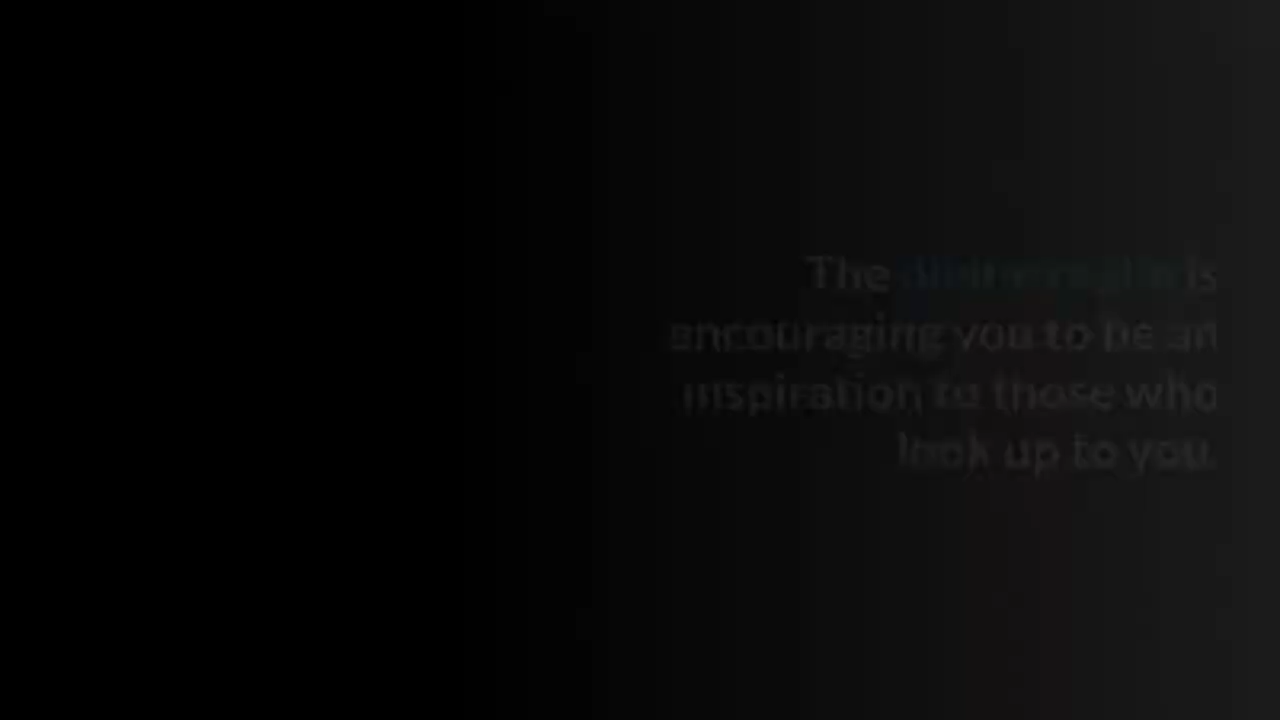 The is
encouraging you to be an
inspiration to those who
look up to you.